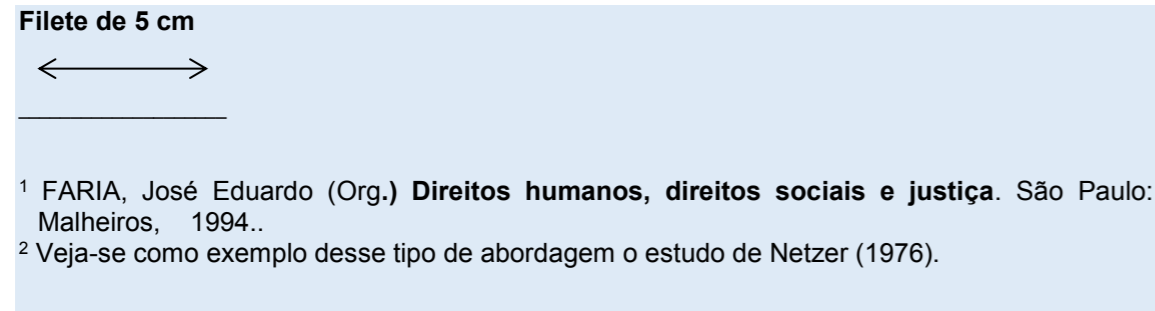 Filete de 5 cm
____________________
¹ FARIA, José Eduardo (Org.) Direitos humanos, direitos sociais e justiça. São Paulo:
Malheiros, 1994..
² Veja-se como exemplo desse tipo de abordagem o estudo de Netzer (1976).